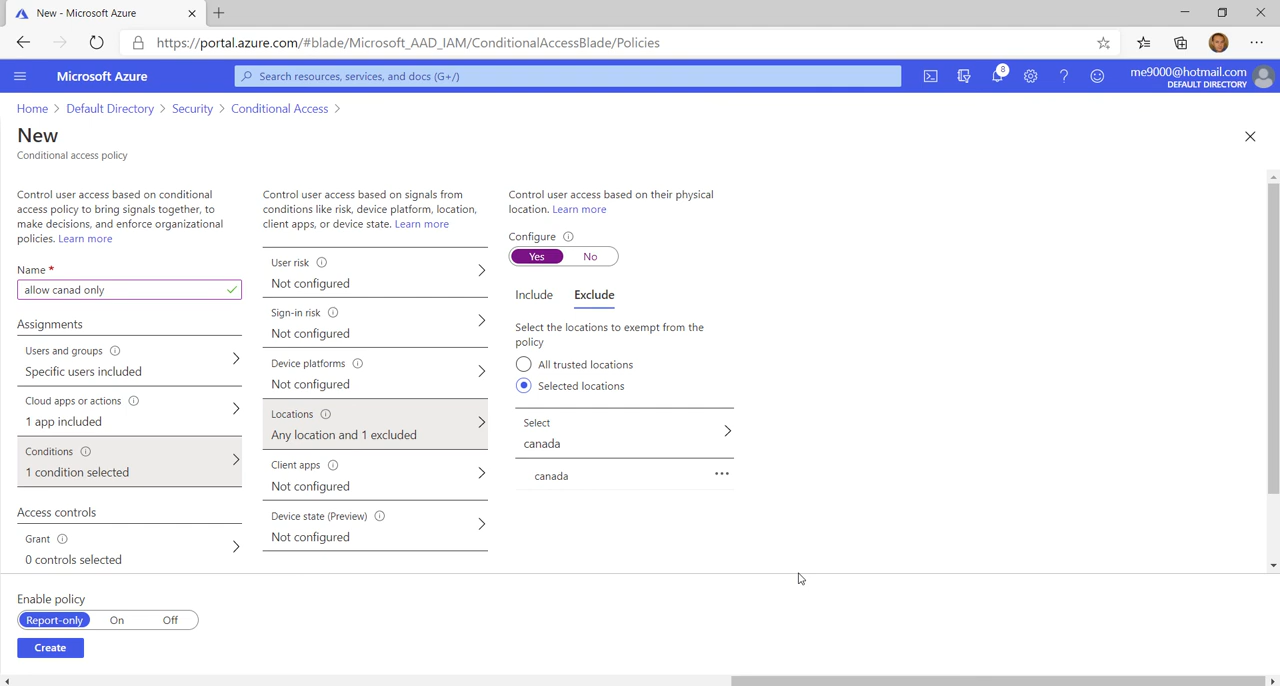 New - Microsoft Azure
https://portal.azure.com/#blade/Microsoft_AAD_IAM/ConditionalAccessBlade/Policies
Microsoft Azure
Search resources, services, and docs (G+/)
8
me9000@hotmail.com
DEFAULT DIRECTORY
Home > Default Directory > Security > Conditional Access >
New
Conditional access policy
Control user access based on conditional
access policy to bring signals together, to
make decisions, and enforce organizational
policies. Learn more
Name *
allow canad only
Assignments
Users and groups
Specific users included
Cloud apps or actions
1 app included
Conditions
1 condition selected
Access controls
Grant
0 controls selected
Control user access based on signals from
conditions like risk, device platform, location,
client apps, or device state. Learn more
User risk
Not configured
Sign-in risk
Not configured
Device platforms
Not configured
Locations
Any location and 1 excluded
Client apps
Not configured
Device state (Preview)
Not configured
Control user access based on their physical
location. Learn more
Configure
Yes No
Include Exclude
Select the locations to exempt from the
policy
All trusted locations
Selected locations
Select
canada
canada
Enable policy
Report-only On Off
Create